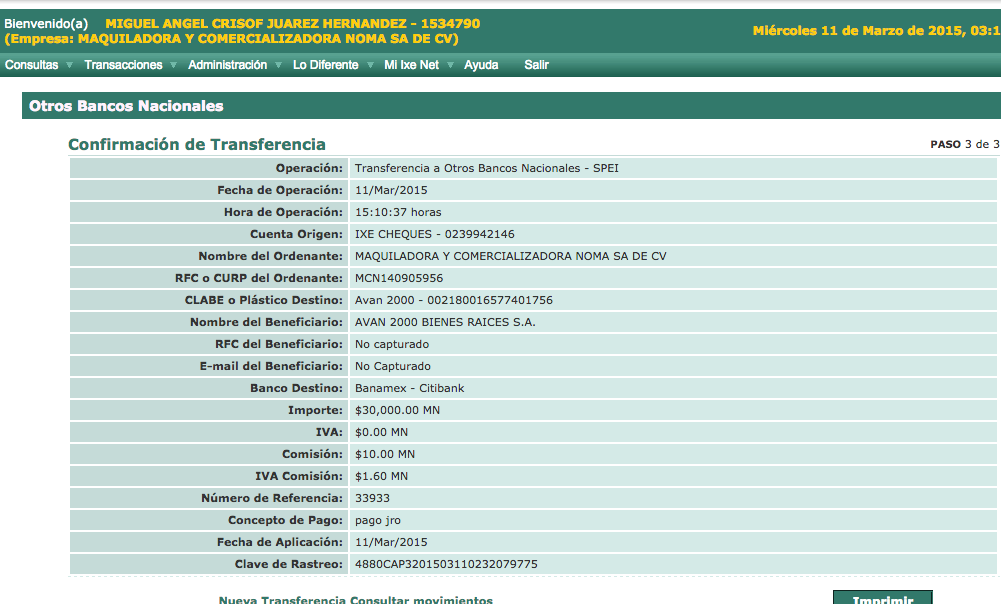 Bienvenido(a) MIGUEL ANGEL CRISOF JUAREZ HERNANDEZ - 1534790
(Empresa: MAQUILADORA Y COMERCIALIZADORA NOMA SA DE CV)
Miércoles 11 de Marzo de 2015, 03:1
Consultas Transacciones Administración Lo Diferente Mi Ixe Net Ayuda Salir
Otros Bancos Nacionales
Confirmación de Transferencia PASO 3 de 3
Operación: Transferencia a Otros Bancos Nacionales - SPEI
Fecha de Operación: 11/Mar/2015
Hora de Operación: 15:10:37 horas
Cuenta Origen: IXE CHEQUES - 0239942146
Nombre del Ordenante: MAQUILADORA Y COMERCIALIZADORA NOMA SA DE CV
RFC o CURP del Ordenante: MCN140905956
CLABE o Plástico Destino: Avan 2000 - 002180016577401756
Nombre del Beneficiario: AVAN 2000 BIENES RAICES S.A.
RFC del Beneficiario: No capturado
E-mail del Beneficiario: No Capturado
Banco Destino: Banamex - Citibank
Importe: $30,000.00 MN
IVA: $0.00 MN
Comisión: $10.00 MN
IVA Comisión: $1.60 MN
Número de Referencia: 33933
Concepto de Pago: pago jro
Fecha de Aplicación: 11/Mar/2015
Clave de Rastreo: 4880CAP3201503110232079775
Nueva Transferencia Consultar movimientos Imprimir